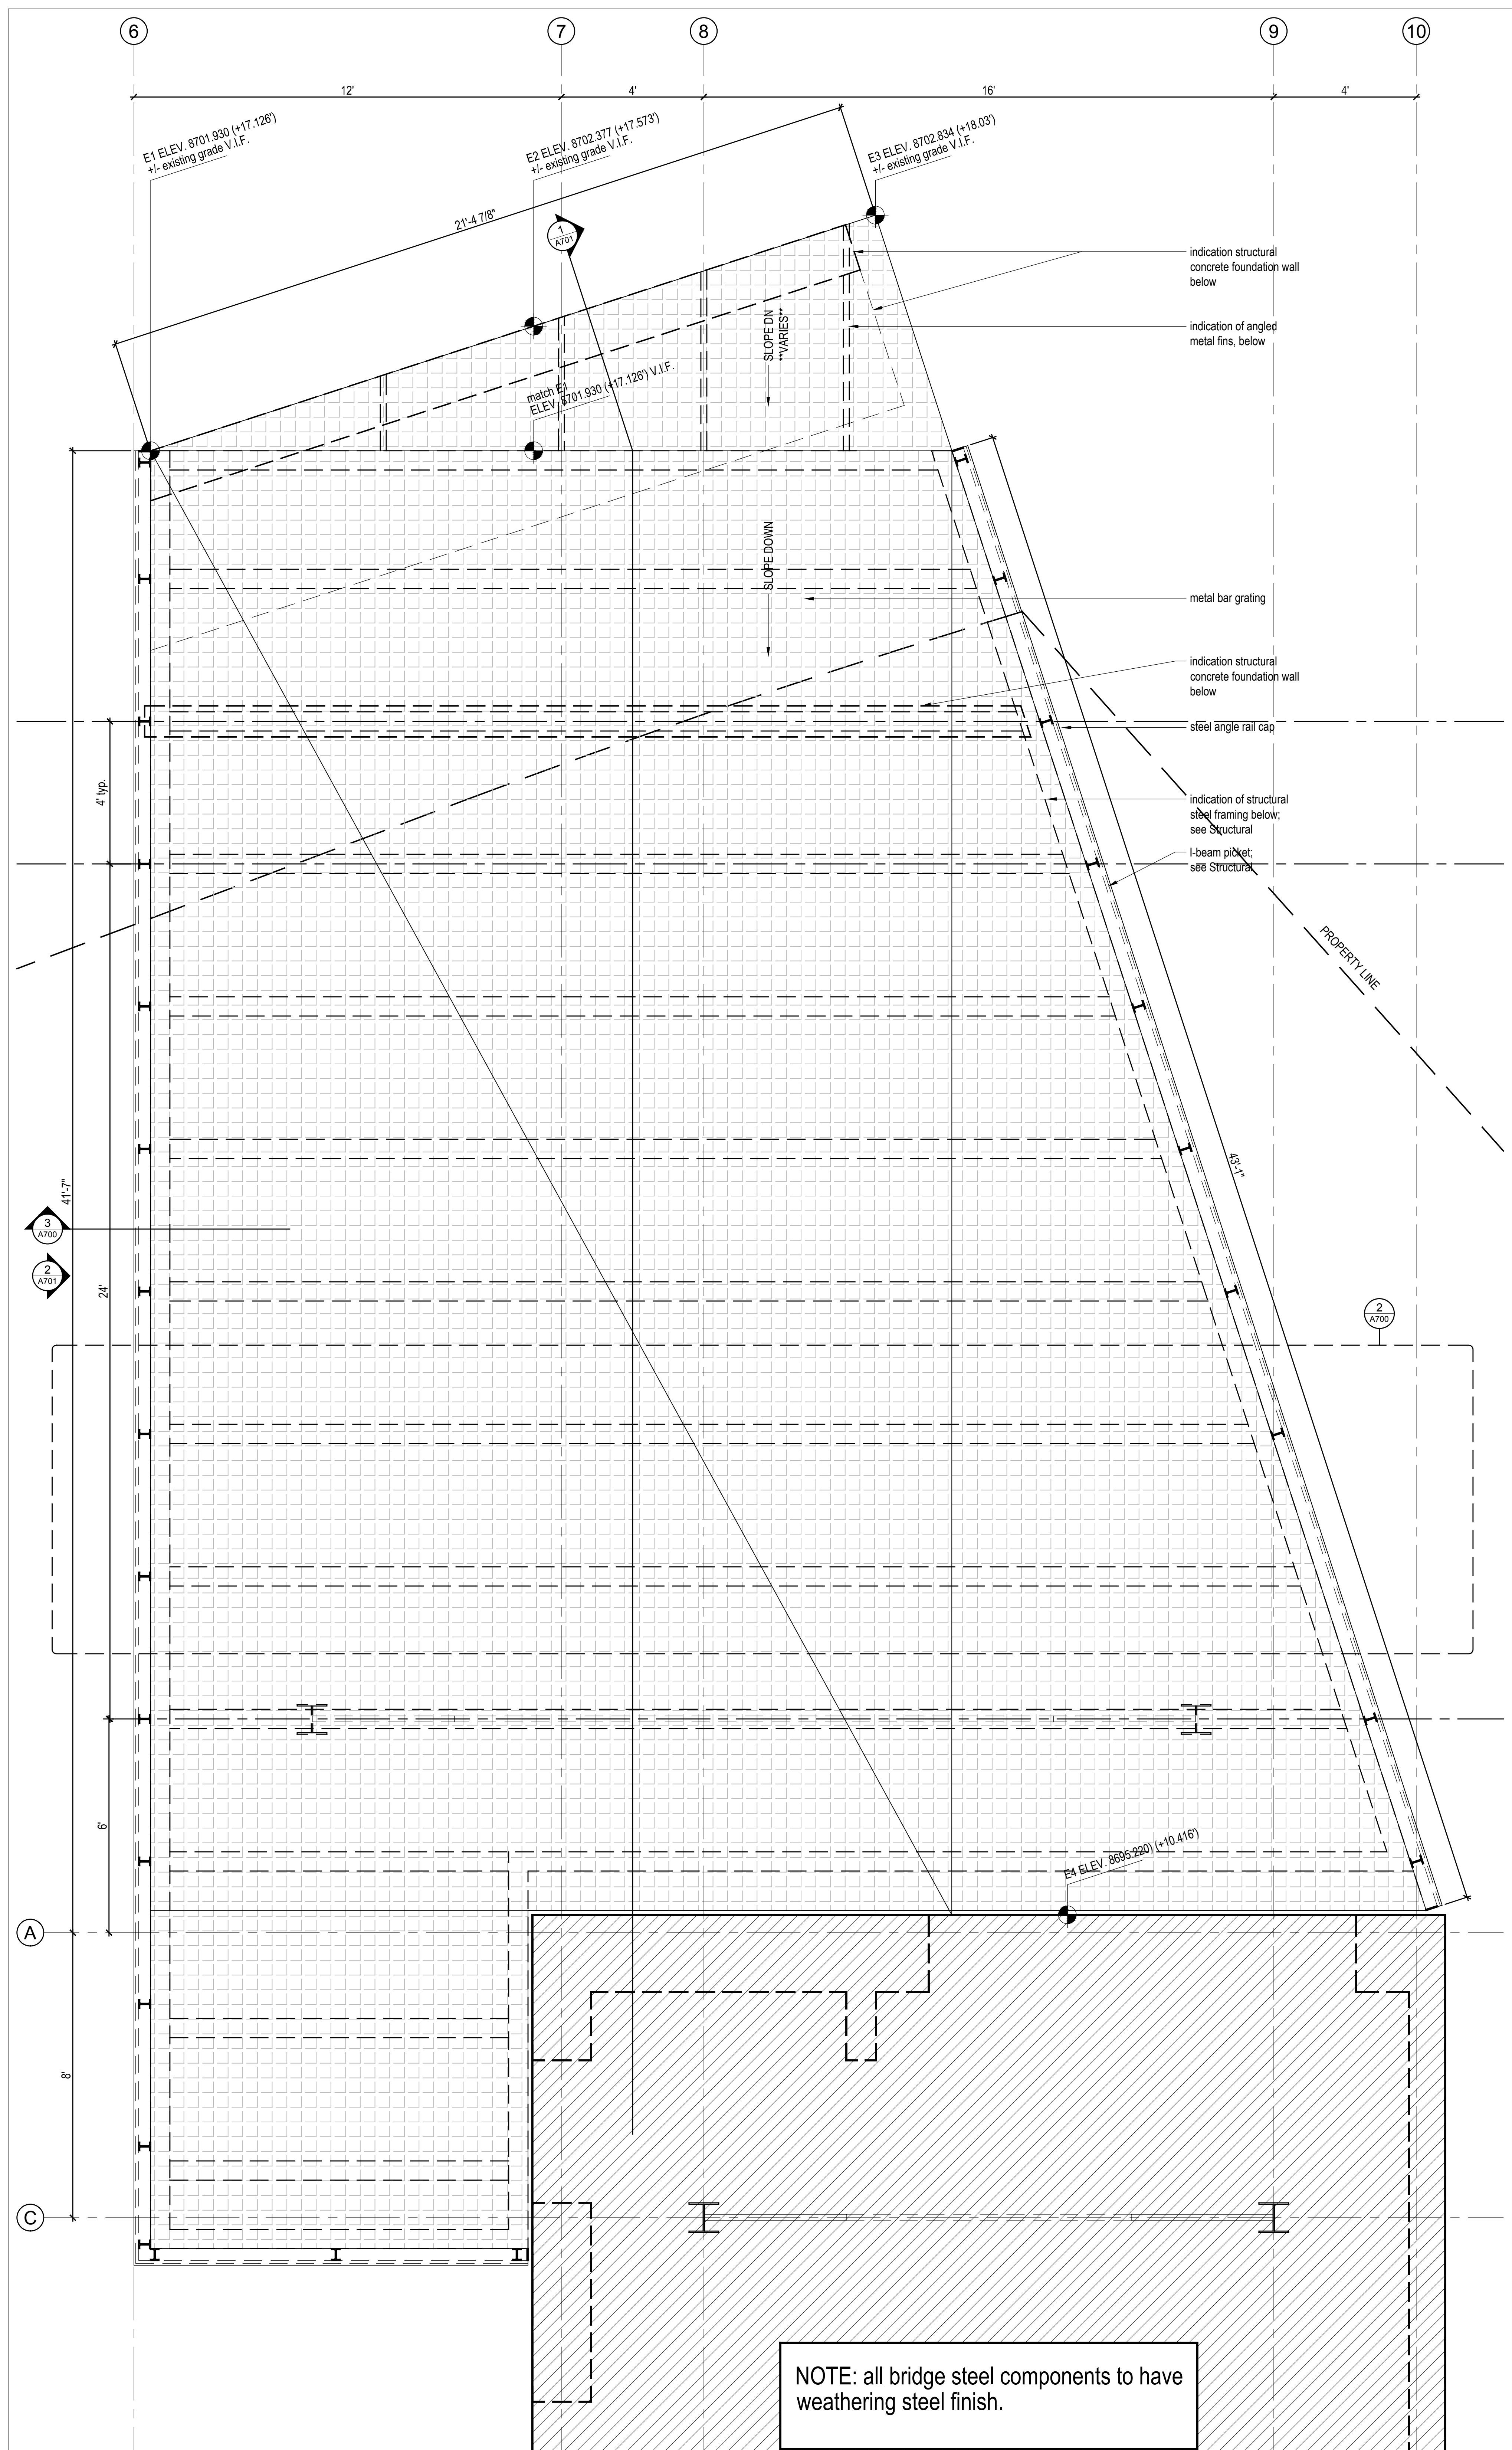 6
7
8
9
10
12'
4'
16'
4'
E1 ELEV. 8701.930 (+17.126')
+/- existing grade V.I.F.
E2 ELEV. 8702.377 (+17.573')
+/- existing grade V.I.F.
E3 ELEV. 8702.834 (+18.03')
+/- existing grade V.I.F.
21'-4 7/8"
1
A701
indication structural
concrete foundation wall
below
SLOPE DN
**VARIES**
indication of angled
metal fins, below
match E1
ELEV. 8701.930 (+17.126') V.I.F.
SLOPE DOWN
metal bar grating
indication structural
concrete foundation wall
below
steel angle rail cap
4' typ.
indication of structural
steel framing below;
see Structural
I-beam picket;
see Structural
PROPERTY LINE
43'-1"
41'-7"
3
A700
2
A701
24'
2
A700
6'
E4 ELEV. 8695.220) (+10.416')
A
8'
C
NOTE: all bridge steel components to have
weathering steel finish.